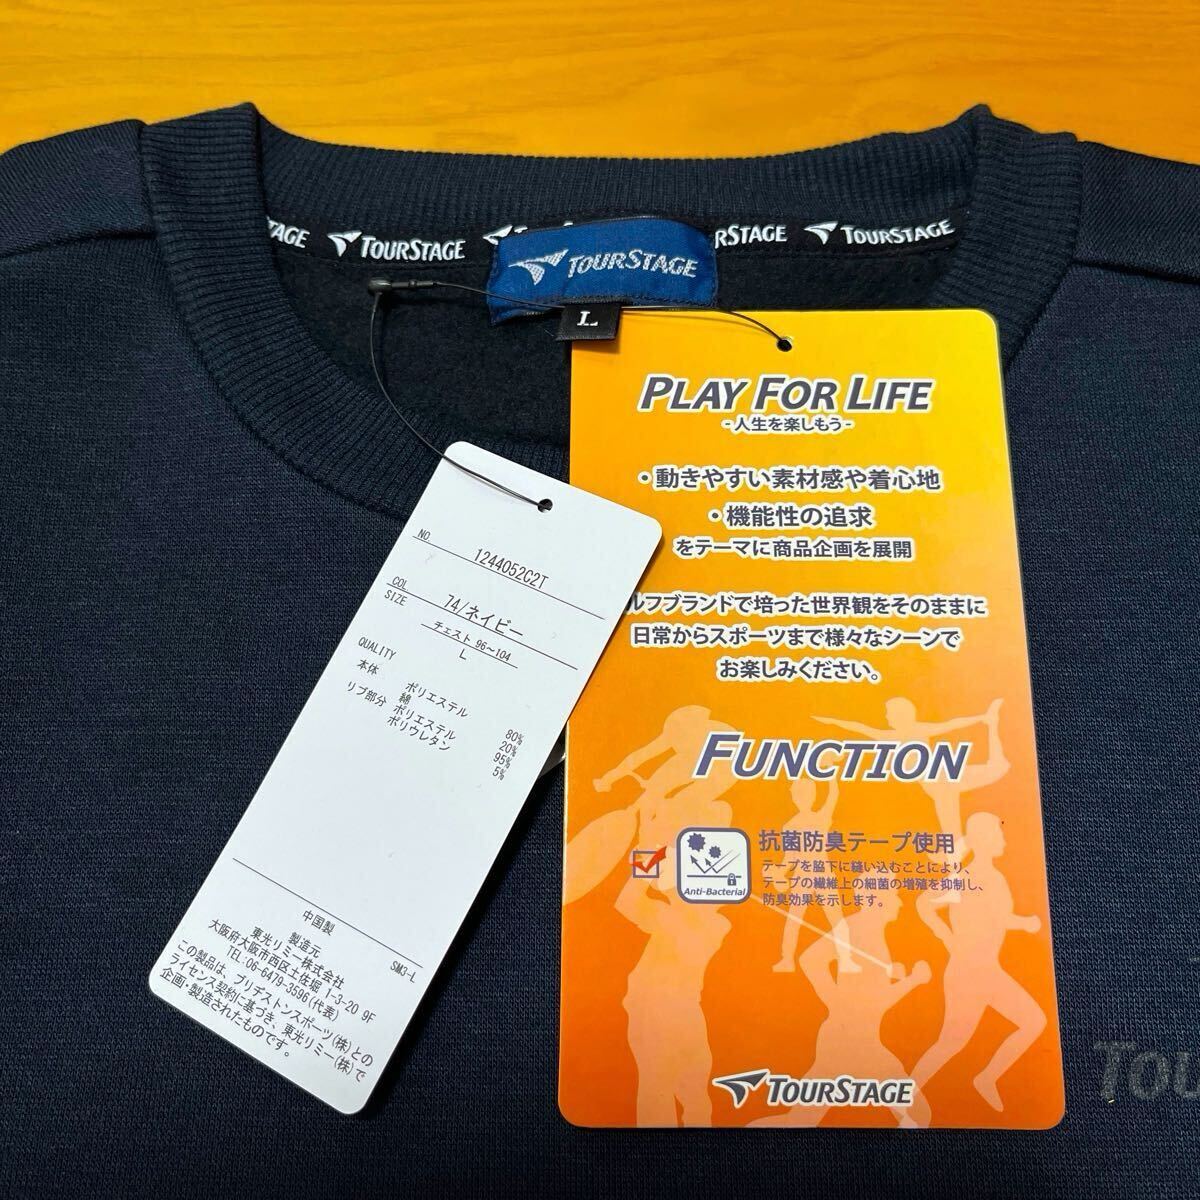 TAGE
TOURSTAGE
RSTAGE
TOURSTAGE
TOURSTAGE
L
PLAY FOR LIFE
-人生を楽しもう-
・動きやすい素材感や着心地
・機能性の追求
をテーマに商品企画を展開
ルフブランドで培った世界観をそのままに
日常からスポーツまで様々なシーンで
お楽しみください。
FUNCTION
Anti-Bacterial
抗菌防臭テープ使用
テープを脇下に縫い込むことにより、
テープの繊維上の細菌の増殖を抑制し、
防臭効果を示します。
TOURSTAGE
NO. 1244052C2T
COL 74/ネイビー
SIZE チェスト 96～104
L
QUALITY
本体 ポリエステル 80%
綿 20%
リブ部分 ポリエステル 95%
ポリウレタン 5%
中国製
SM3-L
製造元
東光リミー株式会社
大阪府大阪市西区土佐堀 1-3-20 9F
TEL:06-6479-3596(代表)
この製品は、ブリヂストンスポーツ(株)との
ライセンス契約に基づき、東光リミー(株)で
企画・製造されたものです。
TOU